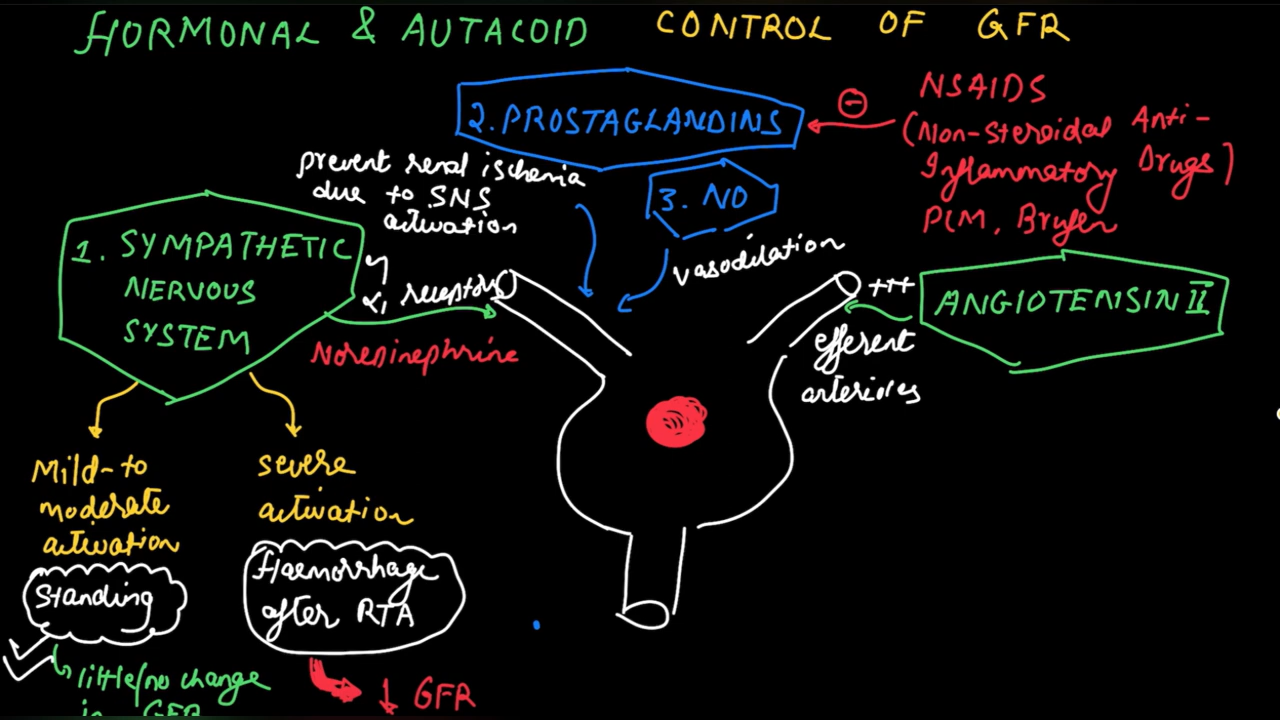 HORMONAL & AUTACOID CONTROL OF GFR
2. PROSTAGLANDINS
⊖
NSAIDS
(Non-steroidal Anti-
Inflammatory Drugs)
PCM, Brufen
prevent renal ischemia
due to SNS
activation
3. NO
vasodilation
1. SYMPATHETIC
NERVOUS
SYSTEM
α1 receptors
Norepinephrine
+++
ANGIOTENSIN II
efferent
arterioles
Mild-to
moderate
activation
Standing
little/no change
in GFR
severe
activation
Haemorrhage
after RTA
↓ GFR